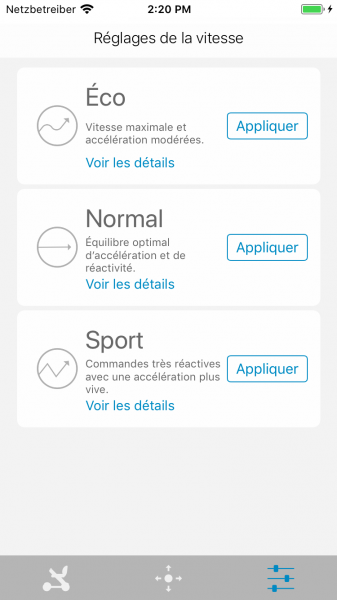 Netzbetreiber 2:20 PM
Réglages de la vitesse
Éco
Vitesse maximale et
accélération modérées.
Appliquer
Voir les détails
Normal
Équilibre optimal
d'accélération et de
réactivité.
Appliquer
Voir les détails
Sport
Commandes très réactives
avec une accélération plus
vive.
Appliquer
Voir les détails